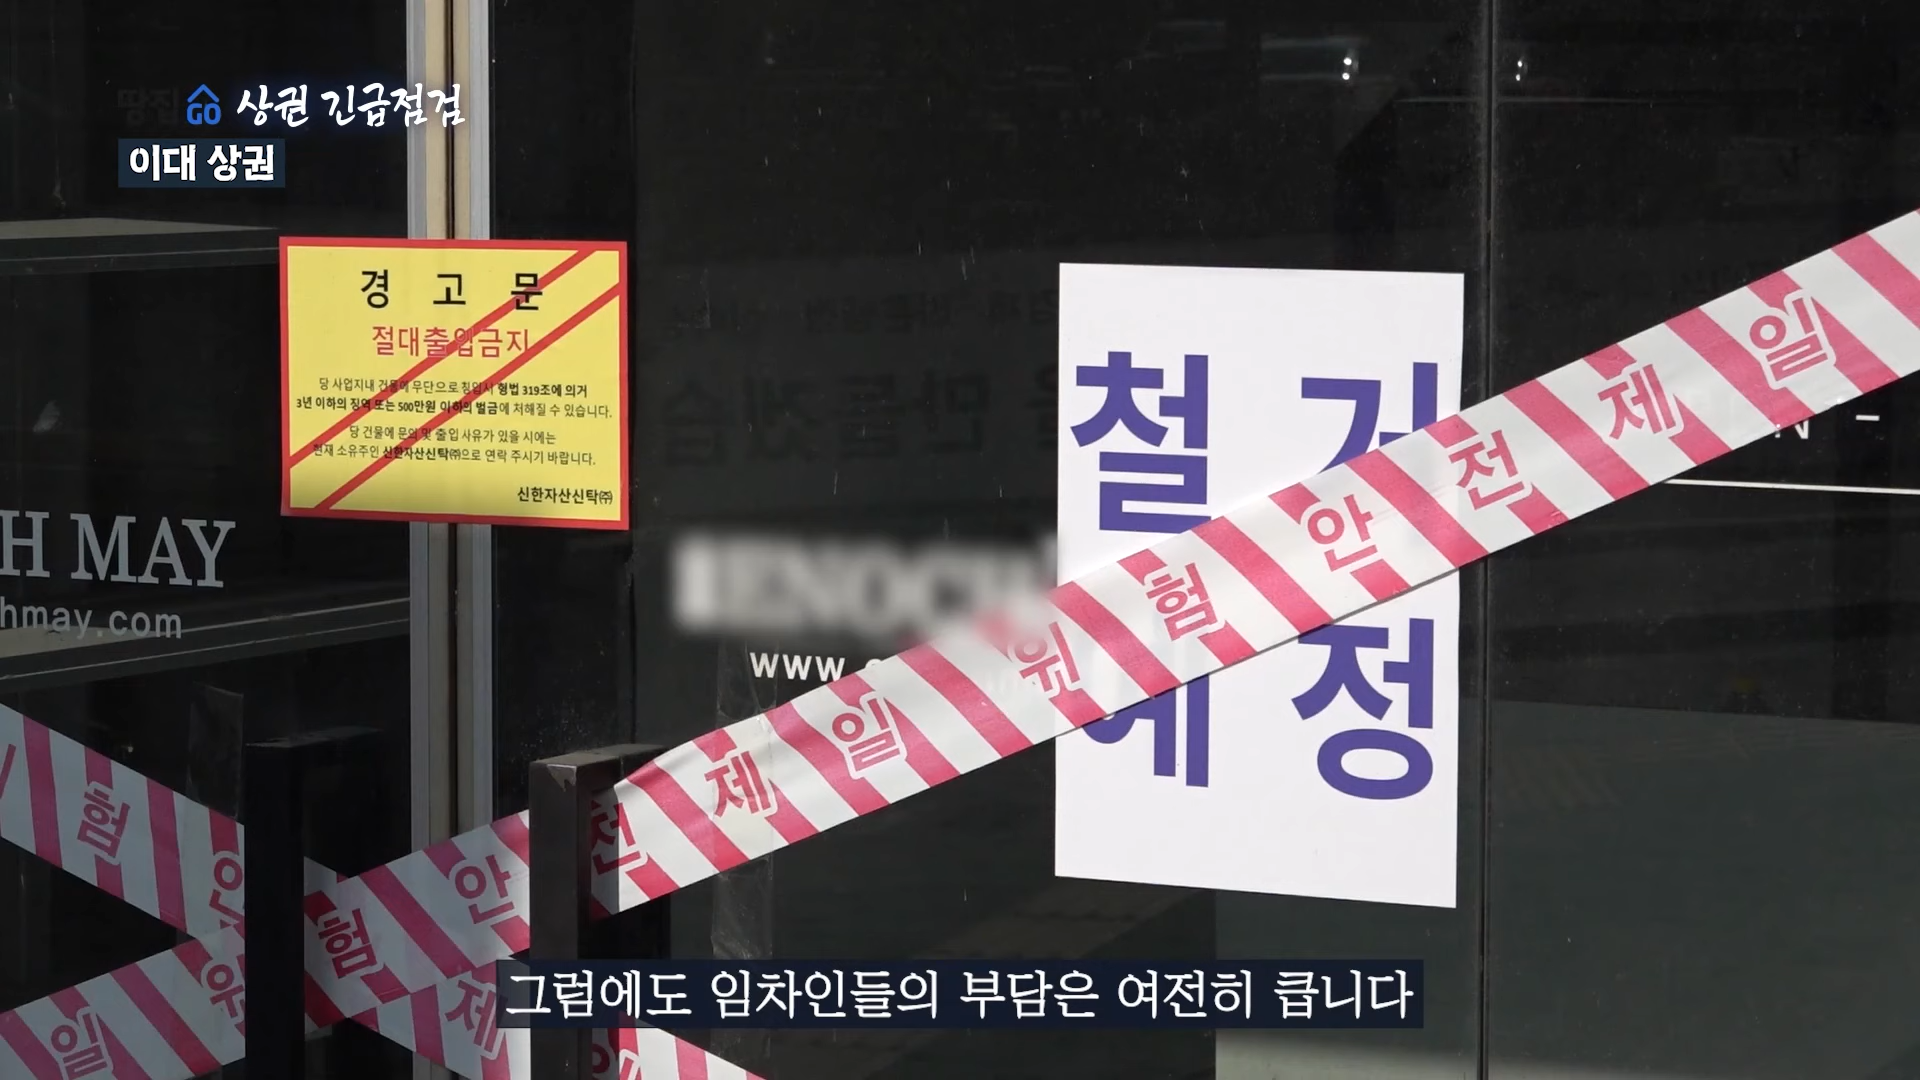 땅집GO 상권 긴급점검
이대 상권
경 고 문
절대출입금지
당 사업지내 건물에 무단으로 침입시 형법 319조에 의거
3년 이하의 징역 또는 500만원 이하의 벌금에 처해질 수 있습니다.
당 건물에 문의 및 출입 사유가 있을 시에는
현재 소유주인 신한자산신탁㈜으로 연락 주시기 바랍니다.
신한자산신탁㈜
철 거
예 정
H MAY
hmay.com
www.
전 제 일 위 험 안 전 제 일
험 안
험 안
일 위 제
그럼에도 임차인들의 부담은 여전히 큽니다